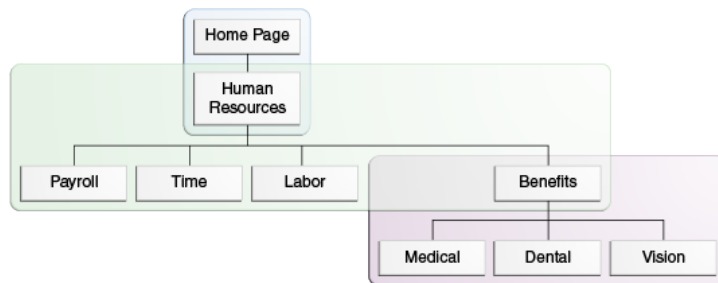 Home Page
Human
Resources
Payroll
Time
Labor
Benefits
Medical
Dental
Vision